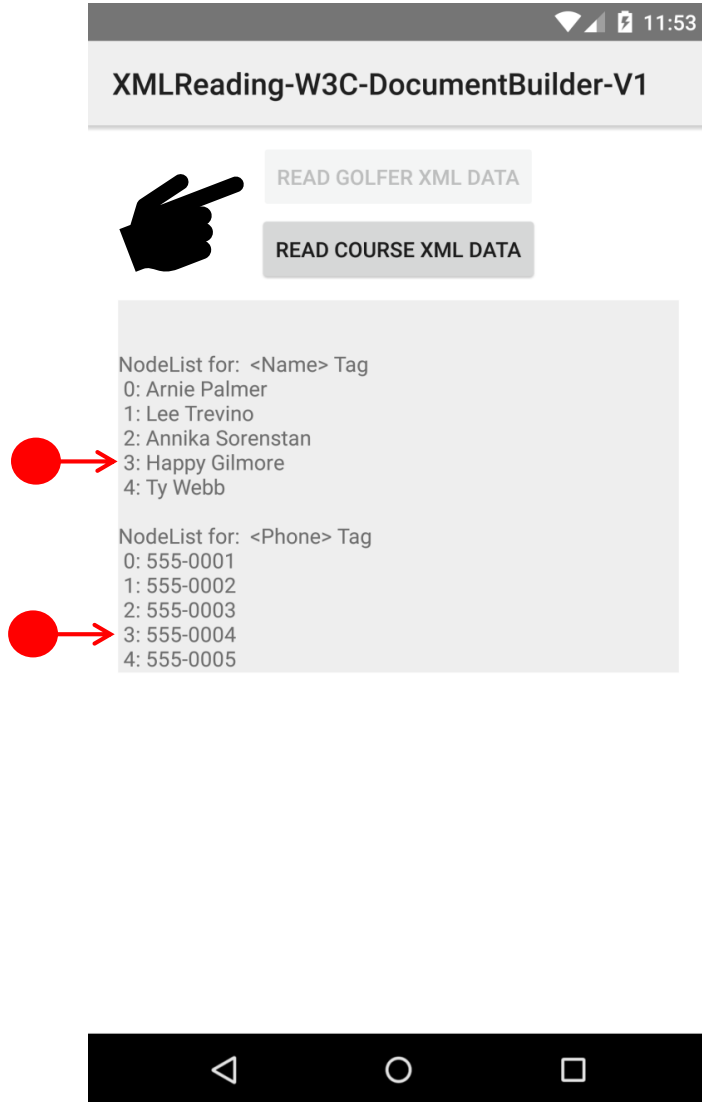 11:53
XMLReading-W3C-DocumentBuilder-V1
READ GOLFER XML DATA
READ COURSE XML DATA
NodeList for:  <Name> Tag
0: Arnie Palmer
1: Lee Trevino
2: Annika Sorenstan
3: Happy Gilmore
4: Ty Webb
NodeList for:  <Phone> Tag
0: 555-0001
1: 555-0002
2: 555-0003
3: 555-0004
4: 555-0005